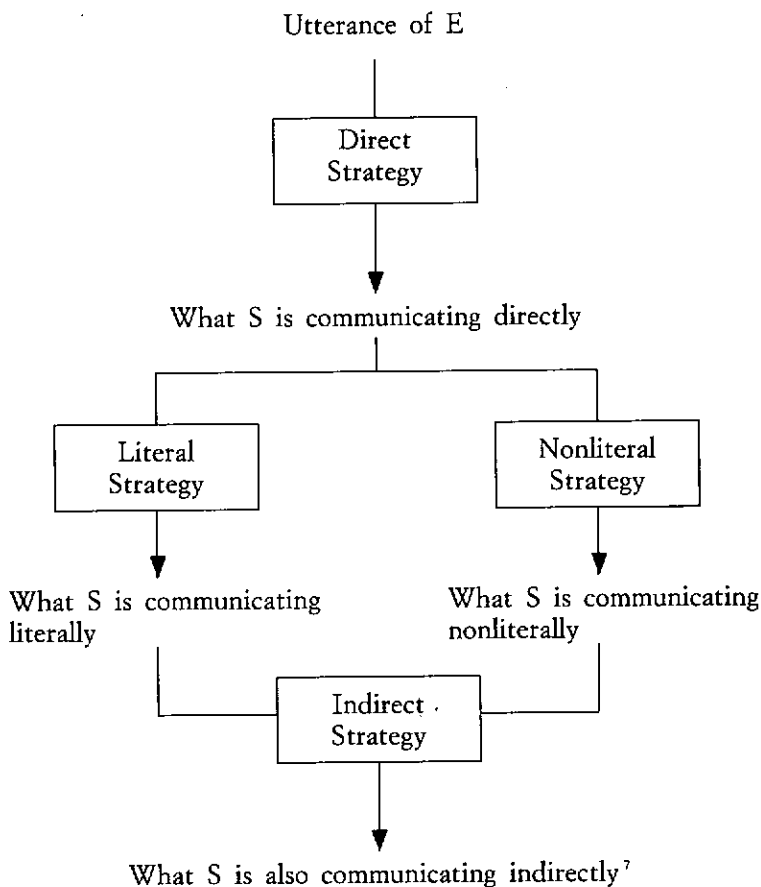 Utterance of E
Direct
Strategy
What S is communicating directly
Literal
Strategy
Nonliteral
Strategy
What S is communicating
literally
What S is communicating
nonliterally
Indirect
Strategy
What S is also communicating indirectly⁷